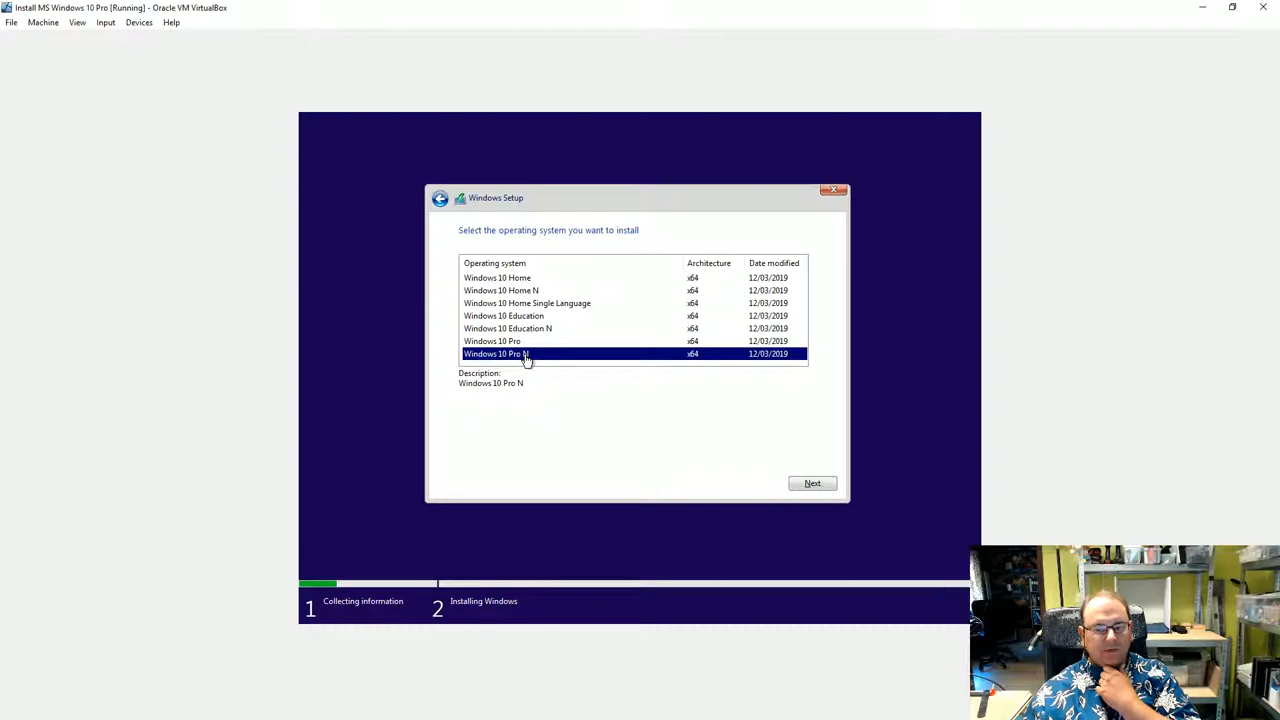 Install MS Windows 10 Pro [Running] - Oracle VM VirtualBox
File Machine View Input Devices Help
Windows Setup
Select the operating system you want to install
Operating system Architecture Date modified
Windows 10 Home x64 12/03/2019
Windows 10 Home N x64 12/03/2019
Windows 10 Home Single Language x64 12/03/2019
Windows 10 Education x64 12/03/2019
Windows 10 Education N x64 12/03/2019
Windows 10 Pro x64 12/03/2019
Windows 10 Pro N x64 12/03/2019
Description:
Windows 10 Pro N
Next
1 Collecting information 2 Installing Windows